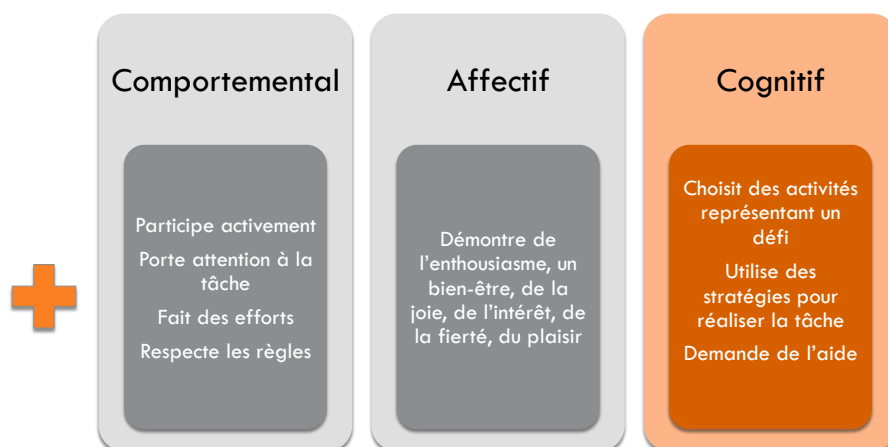 Comportemental
Participe activement
Porte attention à la
tâche
Fait des efforts
Respecte les règles
Affectif
Démontre de
l'enthousiasme, un
bien-être, de la
joie, de l'intérêt, de
la fierté, du plaisir
Cognitif
Choisit des activités
représentant un
défi
Utilise des
stratégies pour
réaliser la tâche
Demande de l'aide